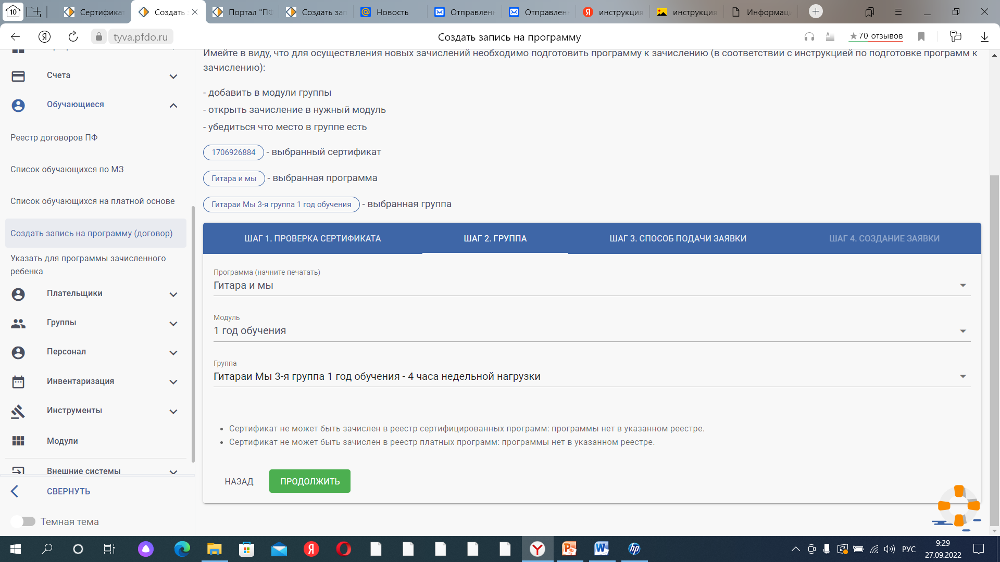 10
Сертификат
Создать
Портал "ПФ
Создать зап
Новость
Отправлен
Отправлен
инструкция
инструкция
Информаци
tyva.pfdo.ru
Создать запись на программу
70 отзывов
Счета
Обучающиеся
Реестр договоров ПФ
Список обучающихся по МЗ
Список обучающихся на платной основе
Создать запись на программу (договор)
Указать для программы зачисленного
ребенка
Плательщики
Группы
Персонал
Инвентаризация
Инструменты
Модули
Внешние системы
СВЕРНУТЬ
Темная тема
Имейте в виду, что для осуществления новых зачислений необходимо подготовить программу к зачислению (в соответствии с инструкцией по подготовке программ к
зачислению):
- добавить в модули группы
- открыть зачисление в нужный модуль
- убедиться что место в группе есть
1706926884 - выбранный сертификат
Гитара и мы - выбранная программа
Гитараи Мы 3-я группа 1 год обучения - выбранная группа
ШАГ 1. ПРОВЕРКА СЕРТИФИКАТА
ШАГ 2. ГРУППА
ШАГ 3. СПОСОБ ПОДАЧИ ЗАЯВКИ
ШАГ 4. СОЗДАНИЕ ЗАЯВКИ
Программа (начните печатать)
Гитара и мы
Модуль
1 год обучения
Группа
Гитараи Мы 3-я группа 1 год обучения - 4 часа недельной нагрузки
• Сертификат не может быть зачислен в реестр сертифицированных программ: программы нет в указанном реестре.
• Сертификат не может быть зачислен в реестр платных программ: программы нет в указанном реестре.
НАЗАД
ПРОДОЛЖИТЬ
РУС
9:29
27.09.2022